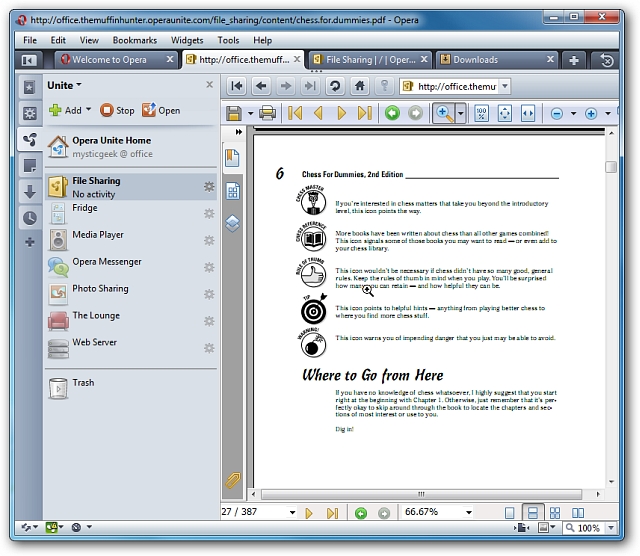 http://office.themuffinhunter.operaunite.com/file_sharing/content/chess.for.dummies.pdf - Opera
File Edit View Bookmarks Widgets Tools Help
Welcome to Opera
http://office.themuff...
File Sharing | / | Oper...
Downloads
Unite
http://office.themu
Add Stop Open
100 %
Opera Unite Home
mysticgeek @ office
File Sharing
No activity
Fridge
Media Player
Opera Messenger
Photo Sharing
The Lounge
Web Server
Trash
6 Chess For Dummies, 2nd Edition
CHESS MASTER
If you're interested in chess matters that take you beyond the introductory
level, this icon points the way.
CHESS REFERENCE
More books have been written about chess than all other games combined!
This icon signals some of those books you may want to read — or even add to
your chess library.
RULE OF THUMB
This icon wouldn't be necessary if chess didn't have so many good, general
rules. Keep the rules of thumb in mind when you play. You'll be surprised
how many you can retain — and how helpful they can be.
TIP
This icon points to helpful hints — anything from playing better chess to
where you find more chess stuff.
WARNING!
This icon warns you of impending danger that you just may be able to avoid.
Where to Go from Here
If you have no knowledge of chess whatsoever, I highly suggest that you start
right at the beginning with Chapter 1. Otherwise, just remember that it's per-
fectly okay to skip around through the book to locate the chapters and sec-
tions of most interest or use to you.
Dig in!
27 / 387
66.67%
100%